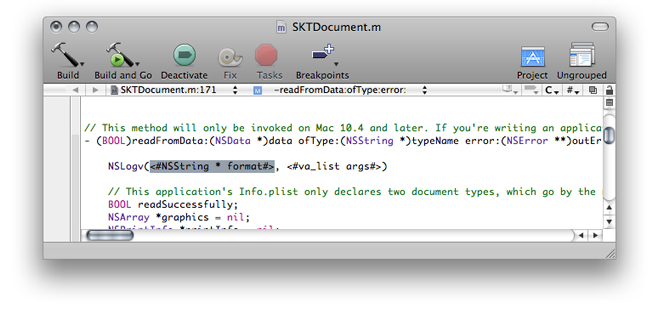 SKTDocument.m
Build Build and Go Deactivate Fix Tasks Breakpoints Project Ungrouped
SKTDocument.m:171 M -readFromData:ofType:error: C #
// This method will only be invoked on Mac 10.4 and later. If you're writing an applica
- (BOOL)readFromData:(NSData *)data ofType:(NSString *)typeName error:(NSError **)outEr
NSLogv(<#NSString * format#>, <#va_list args#>)
// This application's Info.plist only declares two document types, which go by the
BOOL readSuccessfully;
NSArray *graphics = nil;
NSPrintInfo *printInfo = nil;